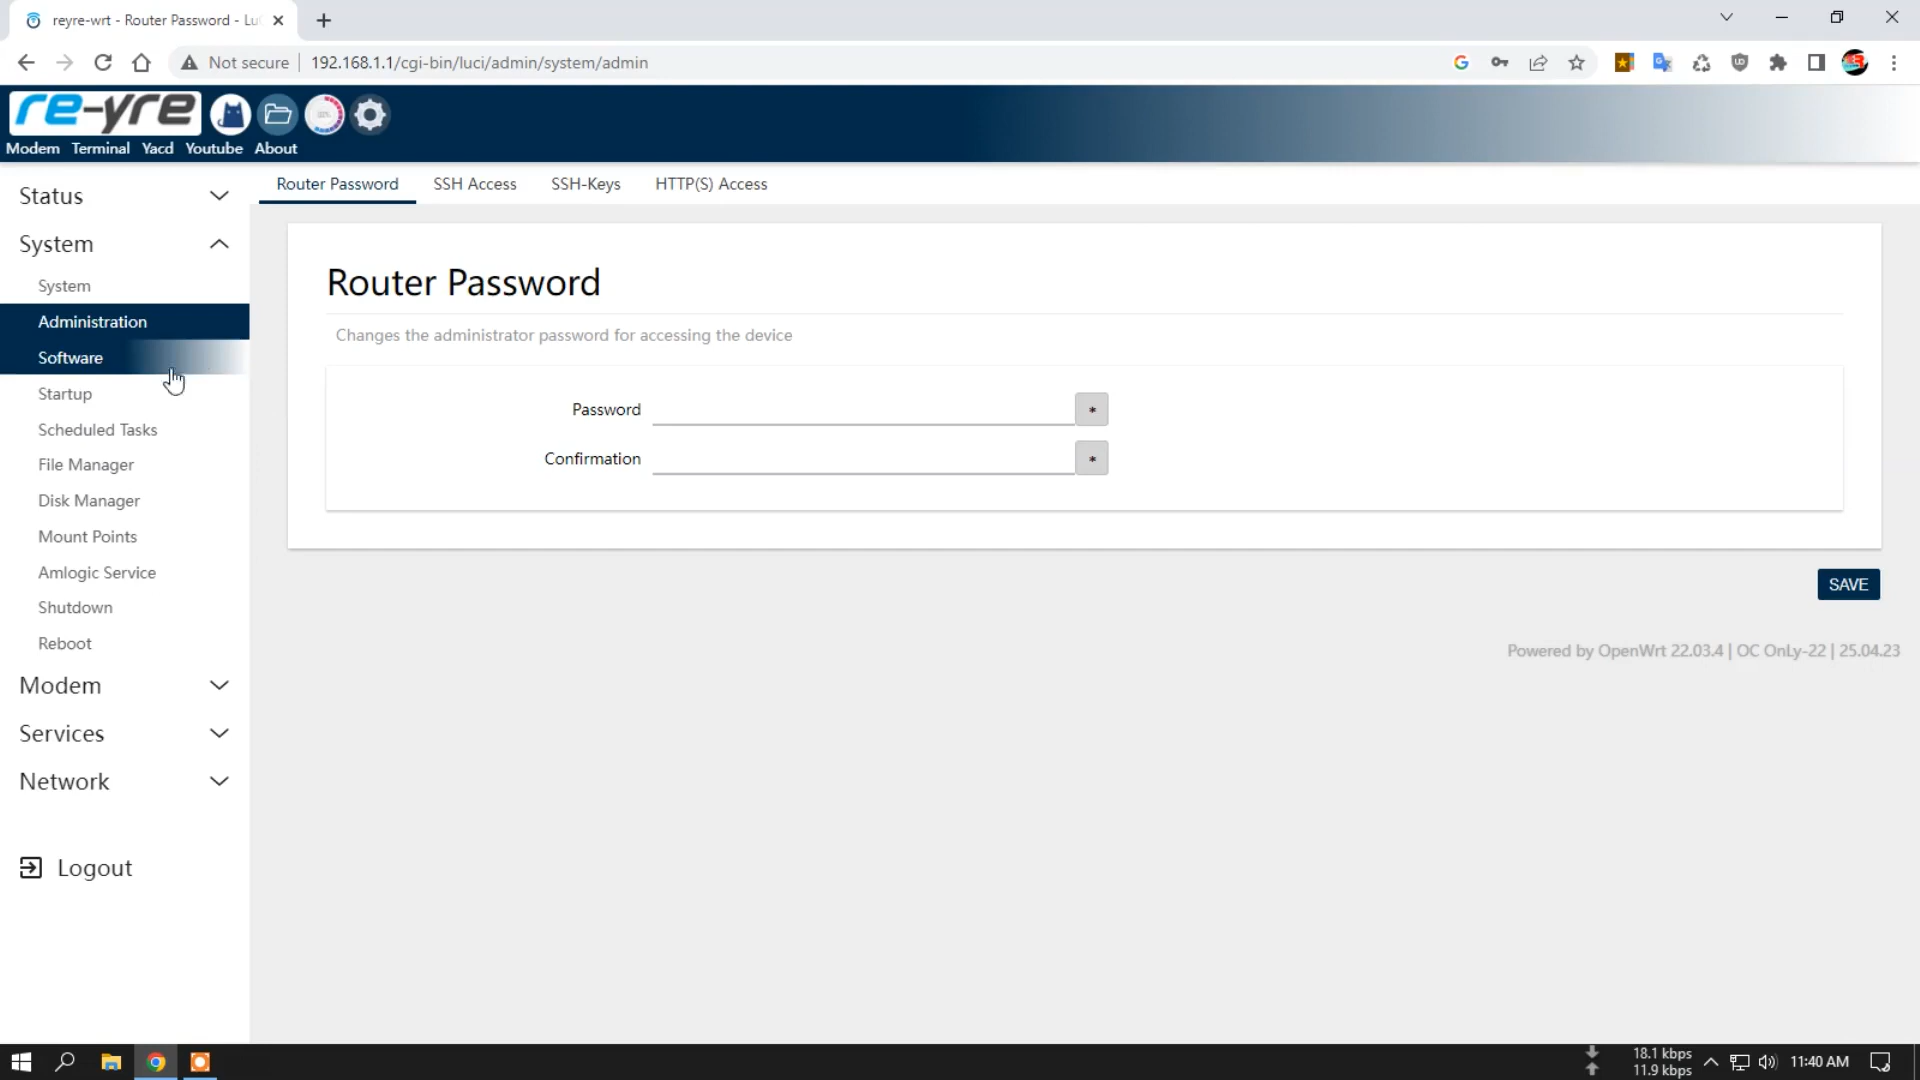 reyre-wrt - Router Password - Lu
Not secure
192.168.1.1/cgi-bin/luci/admin/system/admin
re-yre
Modem Terminal Yacd Youtube About
Status
System
System
Administration
Software
Startup
Scheduled Tasks
File Manager
Disk Manager
Mount Points
Amlogic Service
Shutdown
Reboot
Modem
Services
Network
Logout
Router Password SSH Access SSH-Keys HTTP(S) Access
Router Password
Changes the administrator password for accessing the device
Password *
Confirmation *
SAVE
Powered by OpenWrt 22.03.4 | OC OnLy-22 | 25.04.23
18.1 kbps
11.9 kbps
11:40 AM